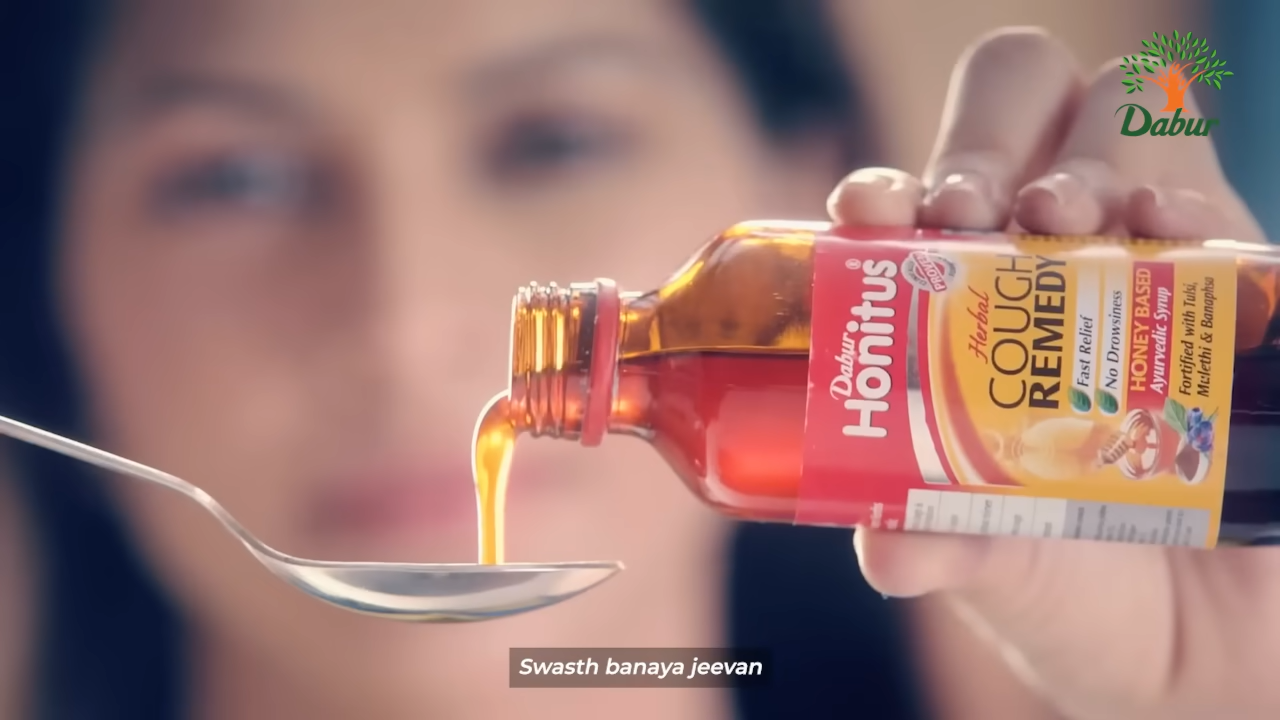 Dabur
Dabur
Honitus®
PROVEN
Herbal
COUGH
REMEDY
Fast Relief
No Drowsiness
HONEY BASED
Ayurvedic Syrup
Fortified with Tulsi,
Mulethi & Banaphsa
Swasth banaya jeevan